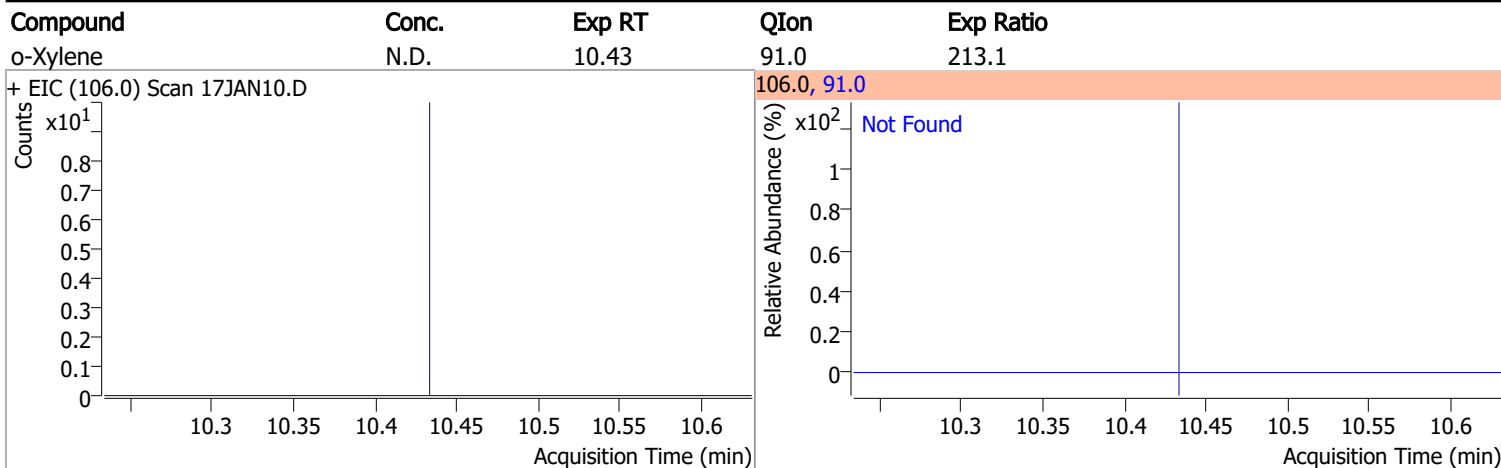 Compound Conc. Exp RT QIon Exp Ratio
o-Xylene N.D. 10.43 91.0 213.1
+ EIC (106.0) Scan 17JAN10.D
Counts
x10¹
0.8
0.7
0.6
0.5
0.4
0.3
0.2
0.1
0
10.3 10.35 10.4 10.45 10.5 10.55 10.6
Acquisition Time (min)
106.0, 91.0
Relative Abundance (%)
x10²
Not Found
1
0.8
0.6
0.4
0.2
0
10.3 10.35 10.4 10.45 10.5 10.55 10.6
Acquisition Time (min)